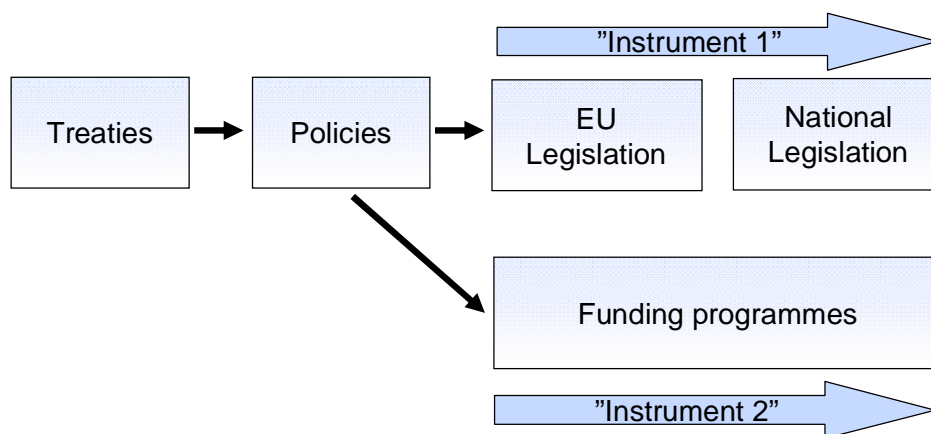 ”Instrument 1”
Treaties
Policies
EU
Legislation
National
Legislation
Funding programmes
”Instrument 2”